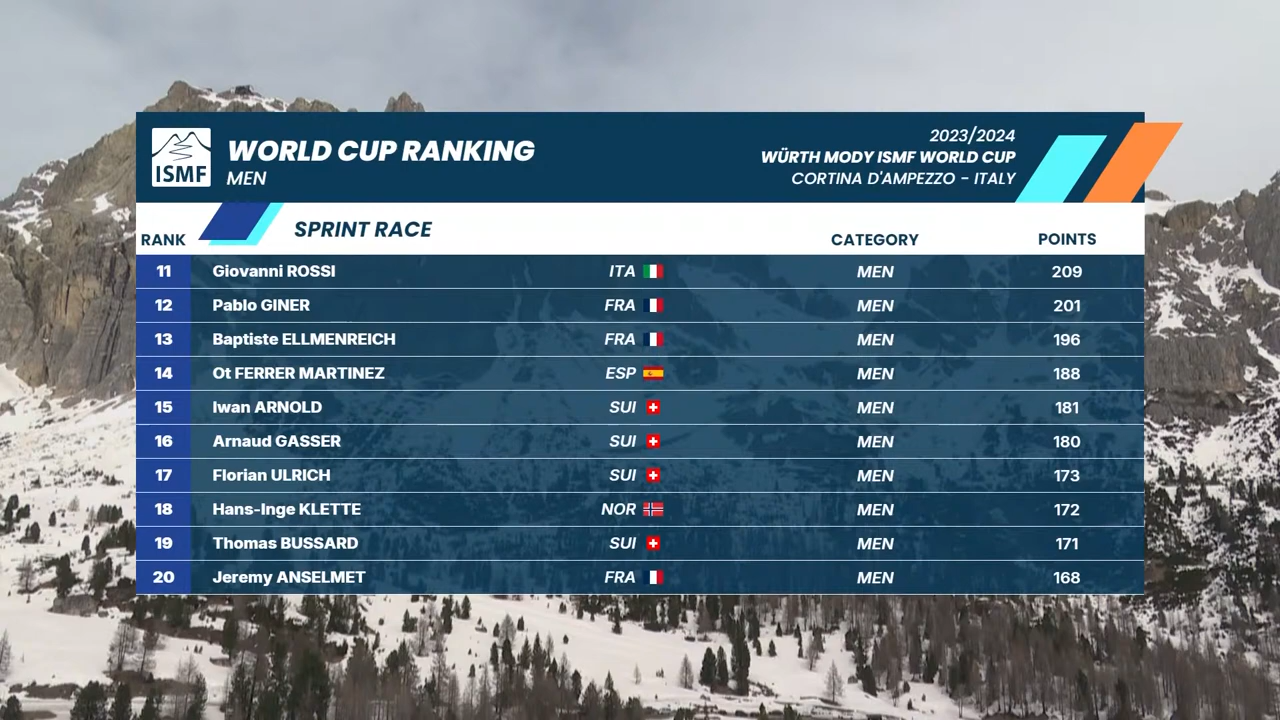 ISMF
WORLD CUP RANKING
MEN
2023/2024
WÜRTH MODY ISMF WORLD CUP
CORTINA D'AMPEZZO - ITALY
RANK SPRINT RACE CATEGORY POINTS
11 Giovanni ROSSI ITA MEN 209
12 Pablo GINER FRA MEN 201
13 Baptiste ELLMENREICH FRA MEN 196
14 Ot FERRER MARTINEZ ESP MEN 188
15 Iwan ARNOLD SUI MEN 181
16 Arnaud GASSER SUI MEN 180
17 Florian ULRICH SUI MEN 173
18 Hans-Inge KLETTE NOR MEN 172
19 Thomas BUSSARD SUI MEN 171
20 Jeremy ANSELMET FRA MEN 168